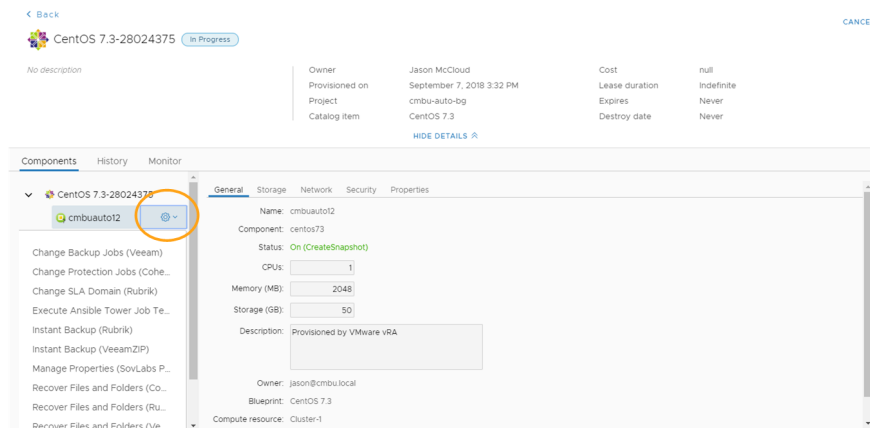 Back
CANCE
CentOS 7.3-28024375 In Progress
No description
Owner Jason McCloud Cost null
Provisioned on September 7, 2018 3:32 PM Lease duration Indefinite
Project cmbu-auto-bg Expires Never
Catalog item CentOS 7.3 Destroy date Never
HIDE DETAILS
Components History Monitor
CentOS 7.3-28024375
cmbuauto12
Change Backup Jobs (Veeam)
Change Protection Jobs (Cohe...
Change SLA Domain (Rubrik)
Execute Ansible Tower Job Te...
Instant Backup (Rubrik)
Instant Backup (VeeamZIP)
Manage Properties (SovLabs P...
Recover Files and Folders (Co...
Recover Files and Folders (Ru...
Recover Files and Folders (Ve...
General Storage Network Security Properties
Name: cmbuauto12
Component: centos73
Status: On (CreateSnapshot)
CPUs: 1
Memory (MB): 2048
Storage (GB): 50
Description: Provisioned by VMware vRA
Owner: jason@cmbu.local
Blueprint: CentOS 7.3
Compute resource: Cluster-1